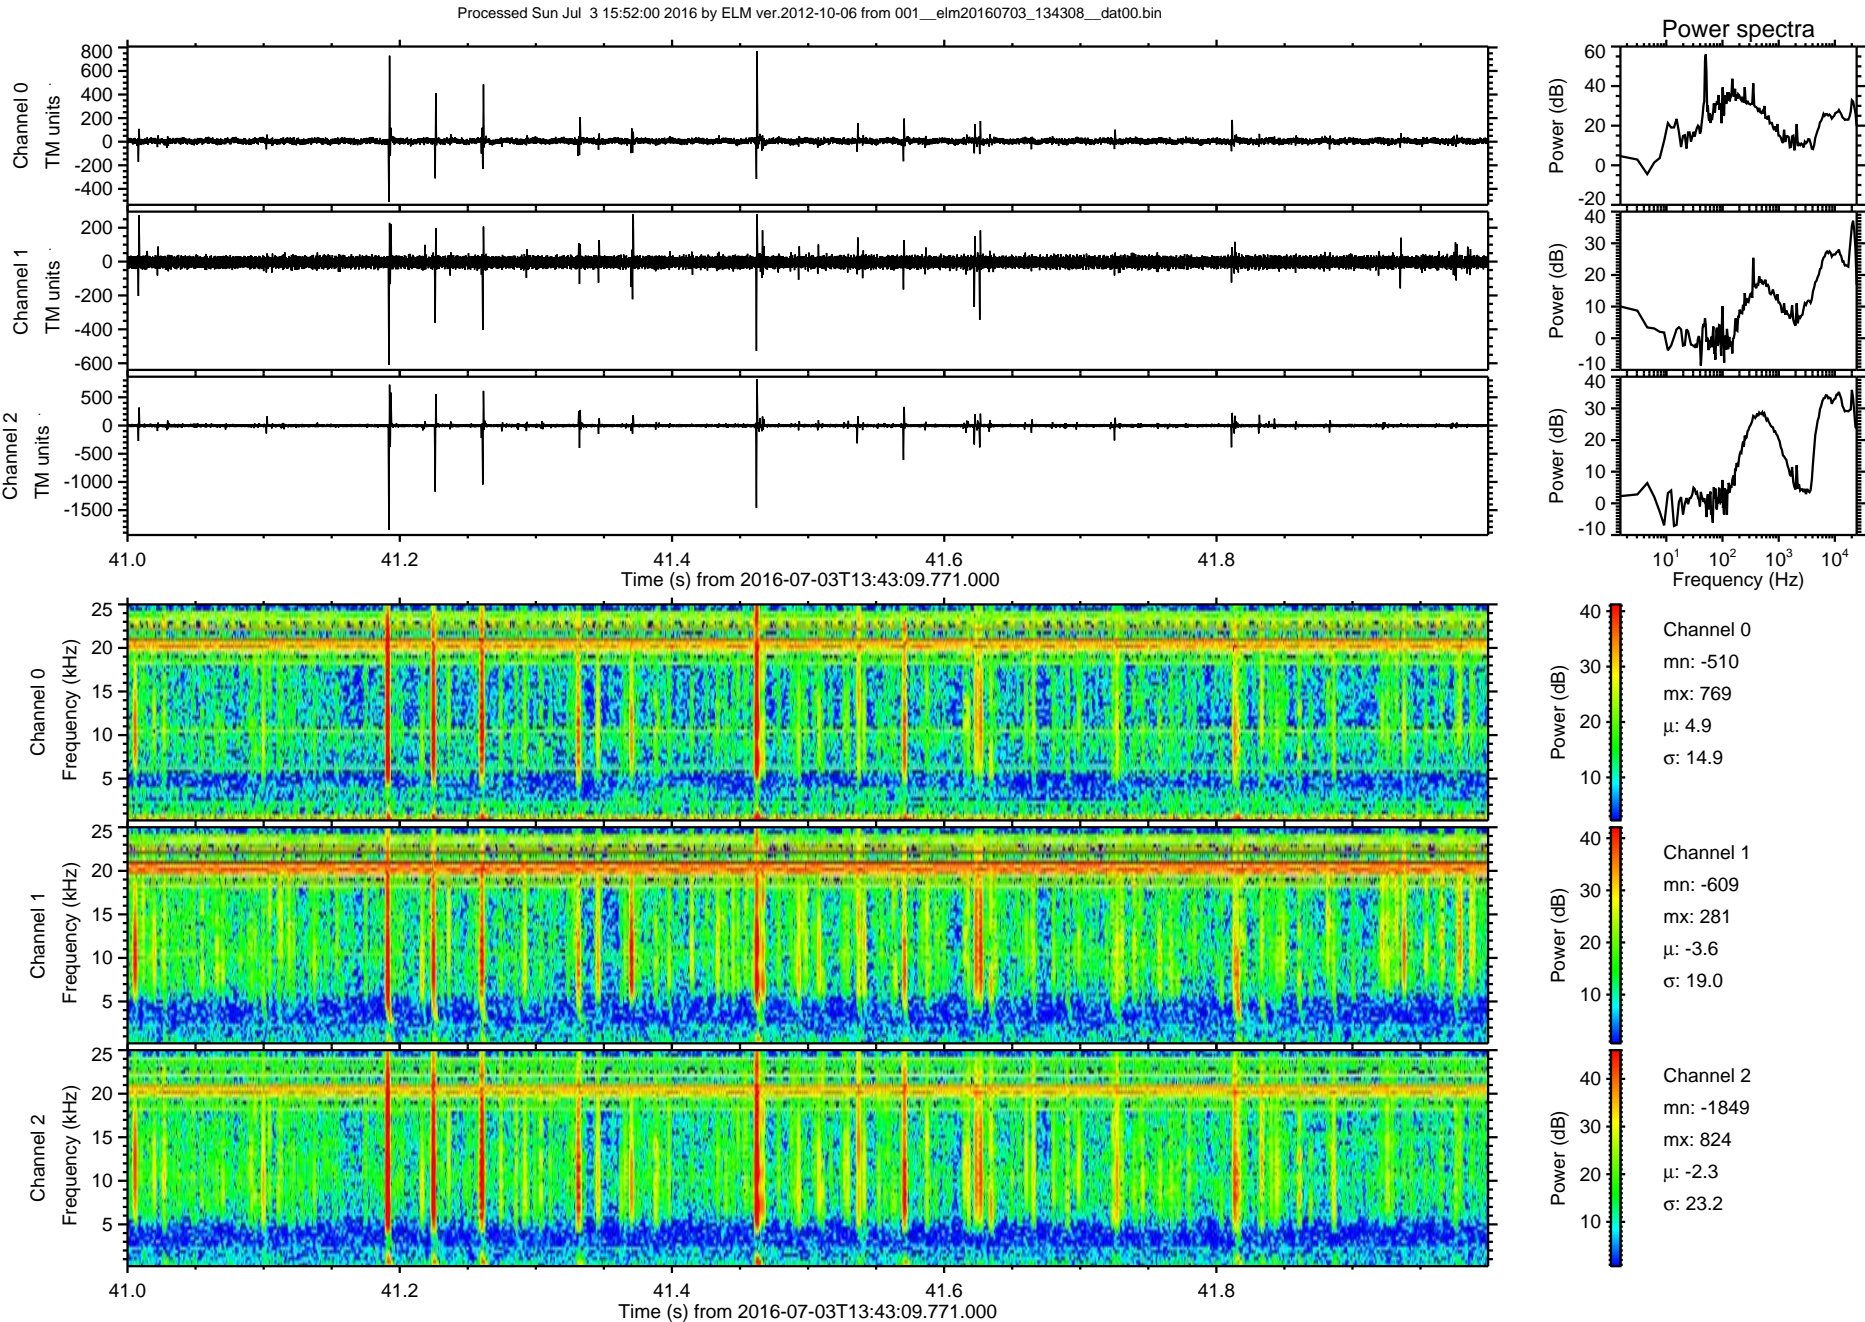 Processed Sun Jul  3 15:52:00 2016 by ELM ver.2012-10-06 from 001__elm20160703_134308__dat00.bin
Power spectra
Channel 0
TM units
800
600
400
200
0
-200
-400
Power (dB)
60
40
20
0
-20
Channel 1
TM units
200
0
-200
-400
-600
Power (dB)
40
30
20
10
0
-10
Channel 2
TM units
500
0
-500
-1000
-1500
Power (dB)
40
30
20
10
0
-10
41.0 41.2 41.4 41.6 41.8
Time (s) from 2016-07-03T13:43:09.771.000
10¹ 10² 10³ 10⁴
Frequency (Hz)
Channel 0
Frequency (kHz)
25
20
15
10
5
Power (dB)
40
30
20
10
Channel 0
mn: -510
mx: 769
μ: 4.9
σ: 14.9
Channel 1
Frequency (kHz)
25
20
15
10
5
Power (dB)
40
30
20
10
Channel 1
mn: -609
mx: 281
μ: -3.6
σ: 19.0
Channel 2
Frequency (kHz)
25
20
15
10
5
Power (dB)
40
30
20
10
Channel 2
mn: -1849
mx: 824
μ: -2.3
σ: 23.2
41.0 41.2 41.4 41.6 41.8
Time (s) from 2016-07-03T13:43:09.771.000